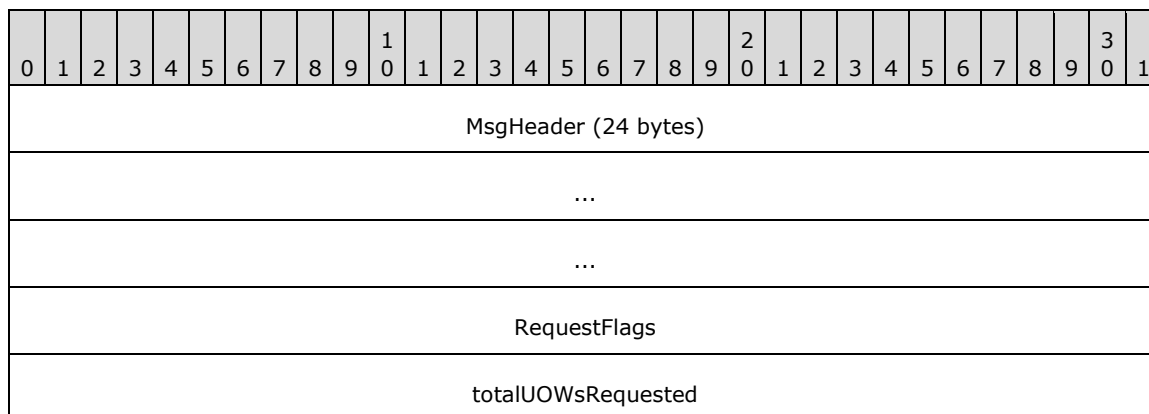 1 2 3
0 1 2 3 4 5 6 7 8 9 0 1 2 3 4 5 6 7 8 9 0 1 2 3 4 5 6 7 8 9 0 1
MsgHeader (24 bytes)
...
...
RequestFlags
totalUOWsRequested